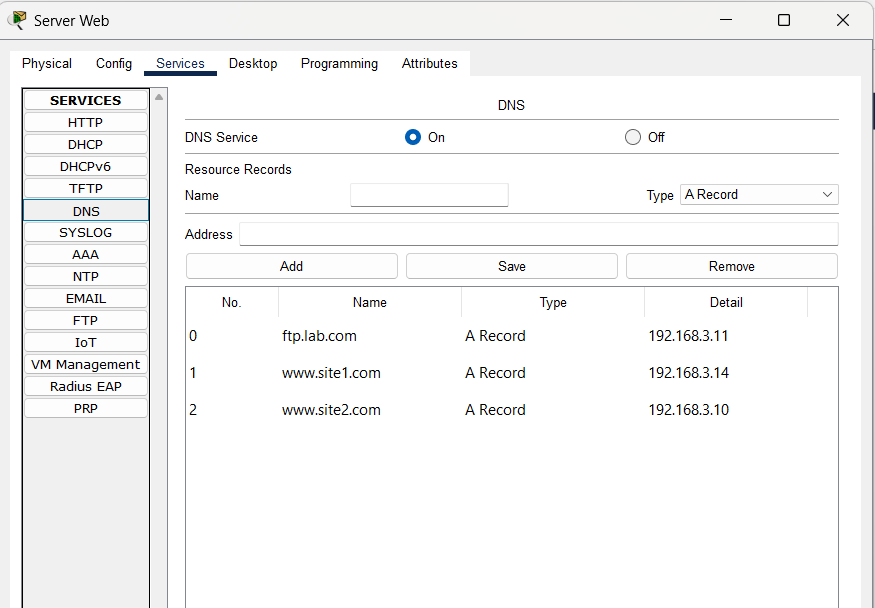 Server Web
Physical Config Services Desktop Programming Attributes
SERVICES
HTTP
DHCP
DHCPv6
TFTP
DNS
SYSLOG
AAA
NTP
EMAIL
FTP
IoT
VM Management
Radius EAP
PRP
DNS
DNS Service On Off
Resource Records
Name Type A Record
Address
Add Save Remove
No. Name Type Detail
0 ftp.lab.com A Record 192.168.3.11
1 www.site1.com A Record 192.168.3.14
2 www.site2.com A Record 192.168.3.10